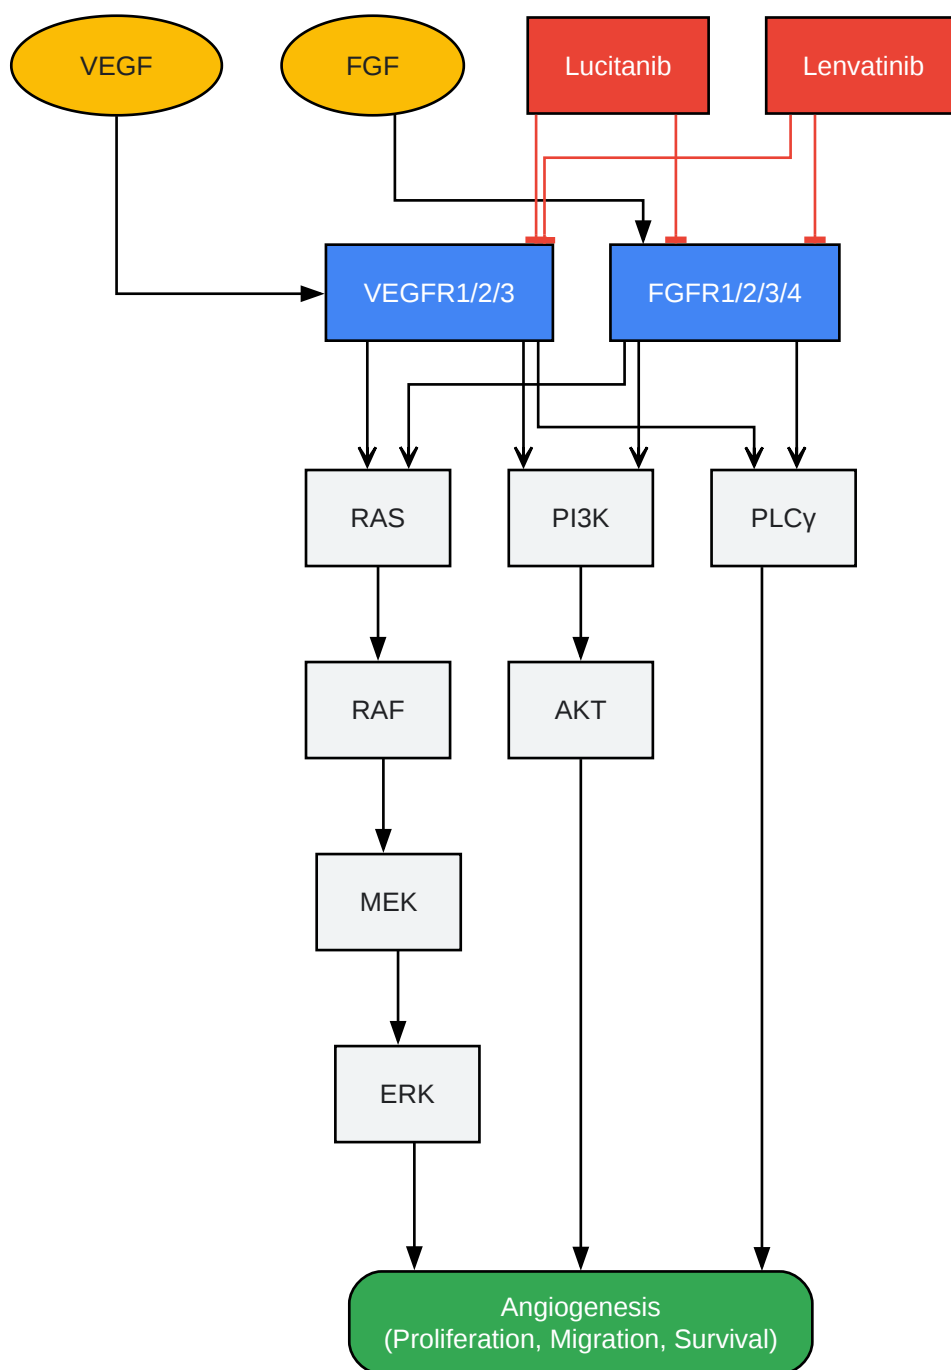 VEGF
FGF
Lucitanib
Lenvatinib
VEGFR1/2/3
FGFR1/2/3/4
RAS
PI3K
PLCγ
RAF
AKT
MEK
ERK
Angiogenesis
(Proliferation, Migration, Survival)